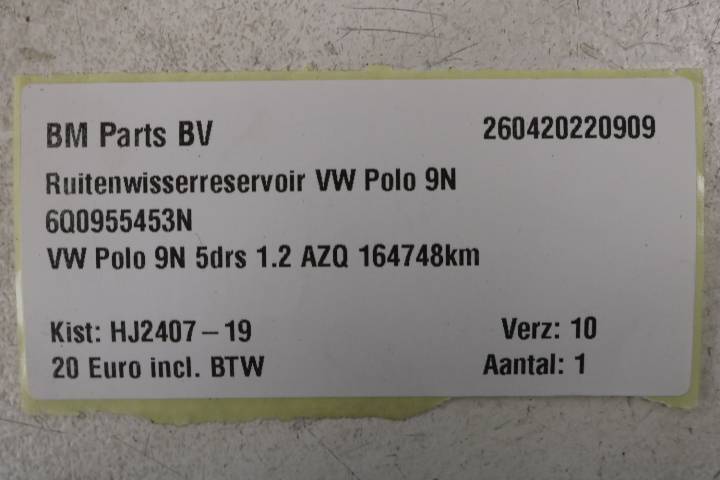 BM Parts BV 260420220909
Ruitenwisserreservoir VW Polo 9N
6Q0955453N
VW Polo 9N 5drs 1.2 AZQ 164748km
Kist: HJ2407-19 Verz: 10
20 Euro incl. BTW Aantal: 1